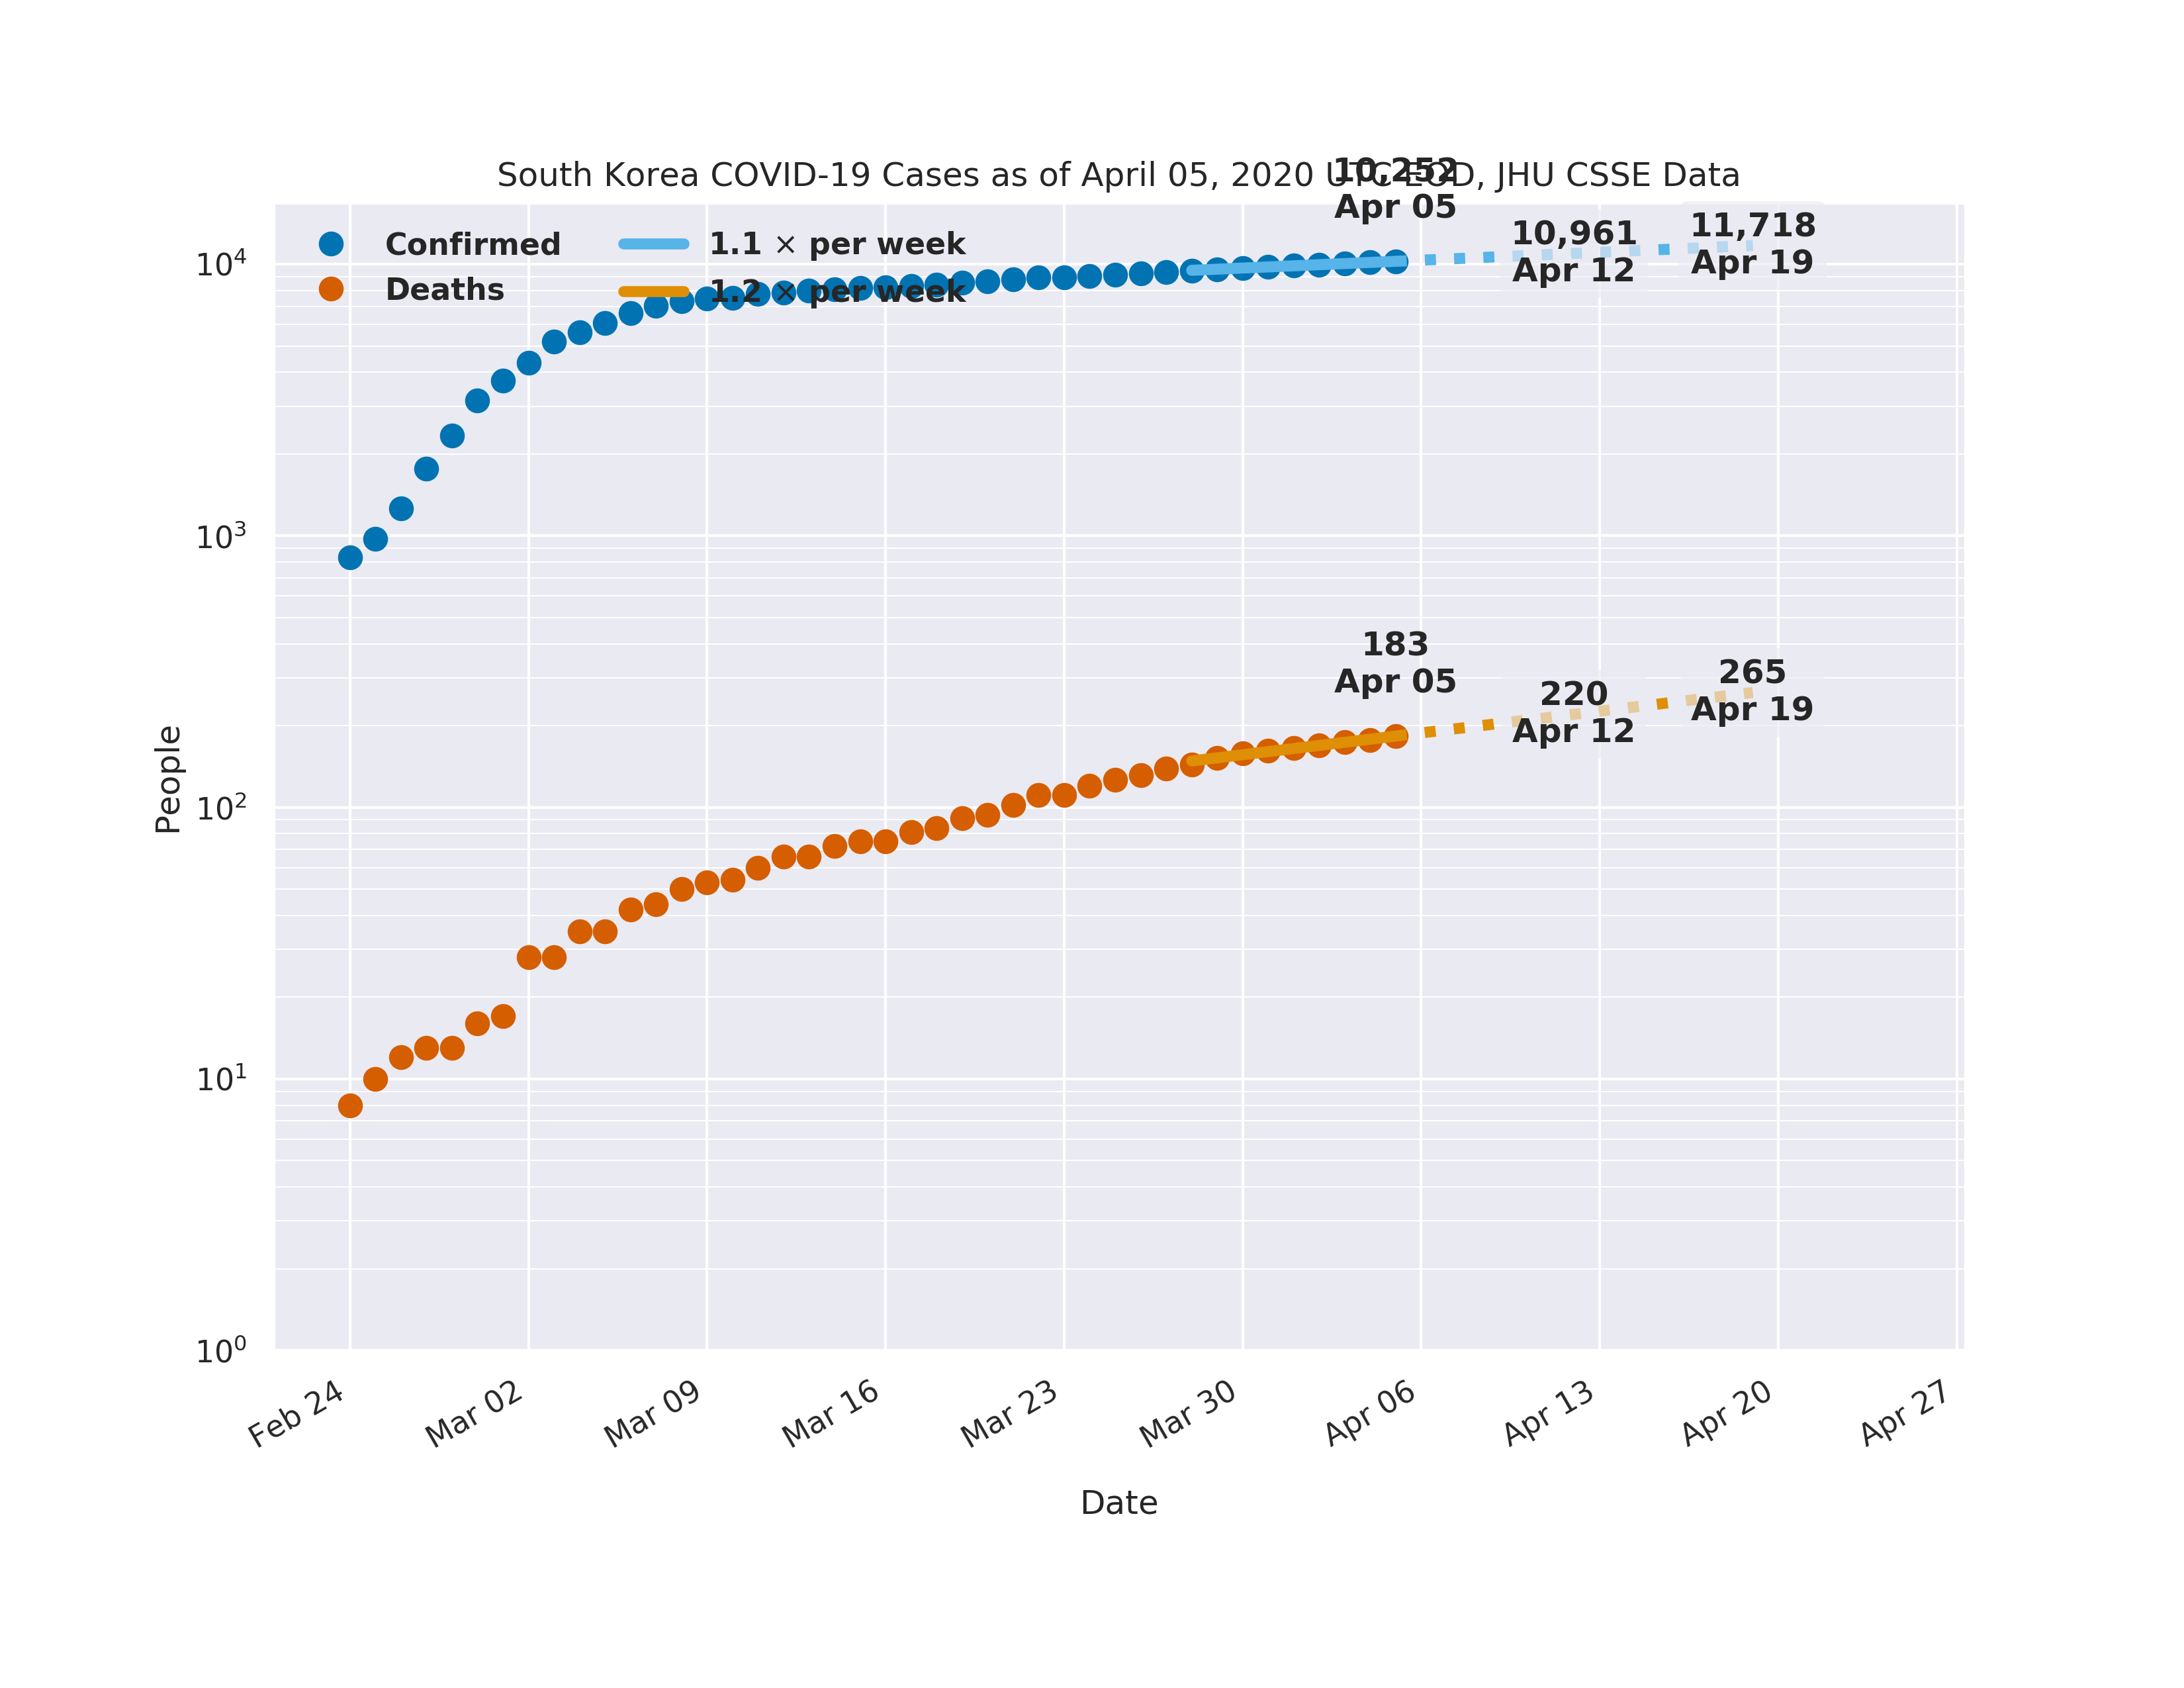 South Korea COVID-19 Cases as of April 05, 2020 UTC EOD, JHU CSSE Data
10,252
Apr 05
10,961
Apr 12
11,718
Apr 19
Confirmed
Deaths
1.1 × per week
1.2 × per week
183
Apr 05
220
Apr 12
265
Apr 19
People
10⁴
10³
10²
10¹
10⁰
Feb 24
Mar 02
Mar 09
Mar 16
Mar 23
Mar 30
Apr 06
Apr 13
Apr 20
Apr 27
Date